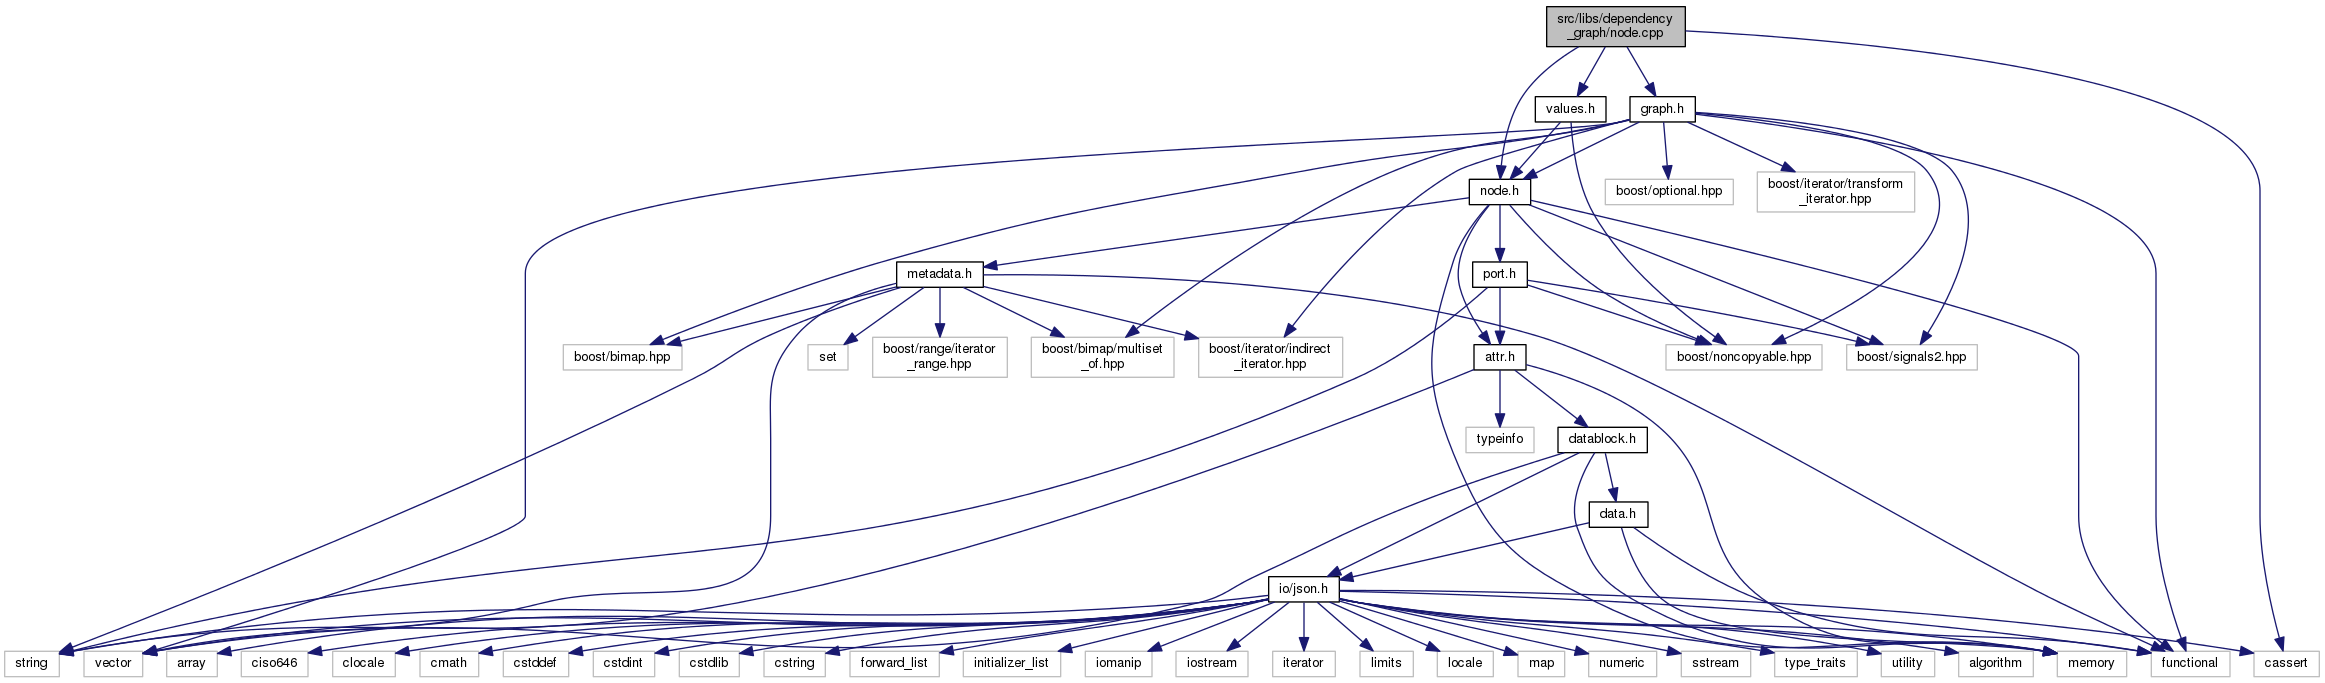 src/libs/dependency
_graph/node.cpp
values.h
graph.h
node.h
boost/optional.hpp
boost/iterator/transform
_iterator.hpp
metadata.h
port.h
boost/bimap.hpp
set
boost/range/iterator
_range.hpp
boost/bimap/multiset
_of.hpp
boost/iterator/indirect
_iterator.hpp
attr.h
boost/noncopyable.hpp
boost/signals2.hpp
typeinfo
datablock.h
data.h
io/json.h
string
vector
array
ciso646
clocale
cmath
cstddef
cstdint
cstdlib
cstring
forward_list
initializer_list
iomanip
iostream
iterator
limits
locale
map
numeric
sstream
type_traits
utility
algorithm
memory
functional
cassert